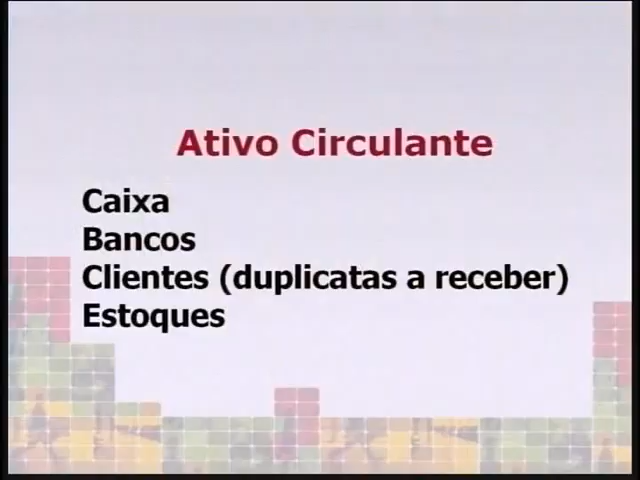 Ativo Circulante
Caixa
Bancos
Clientes (duplicatas a receber)
Estoques